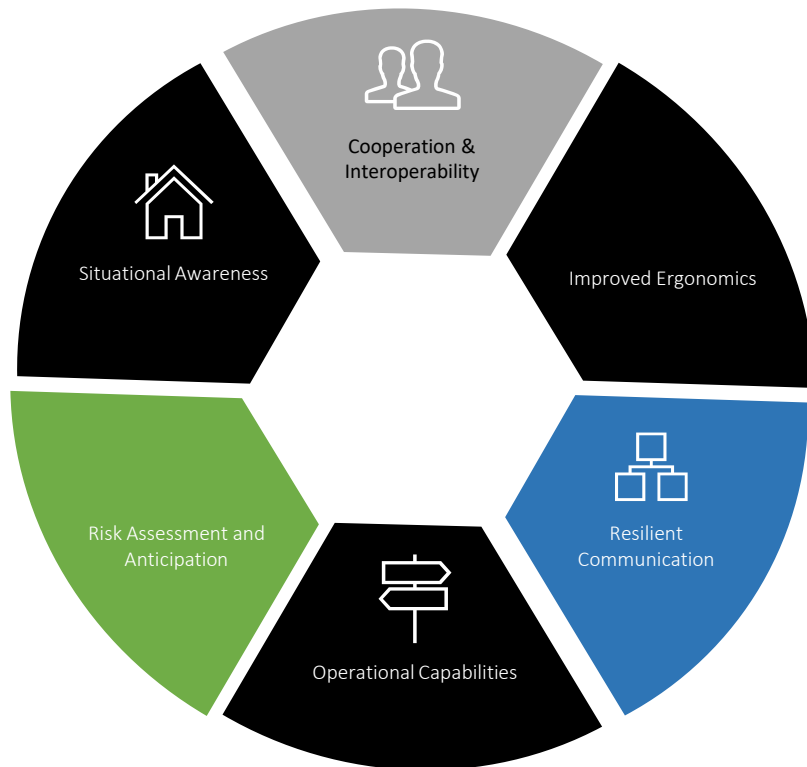 Cooperation &
Interoperability
Situational Awareness
Improved Ergonomics
Risk Assessment and
Anticipation
Resilient
Communication
Operational Capabilities